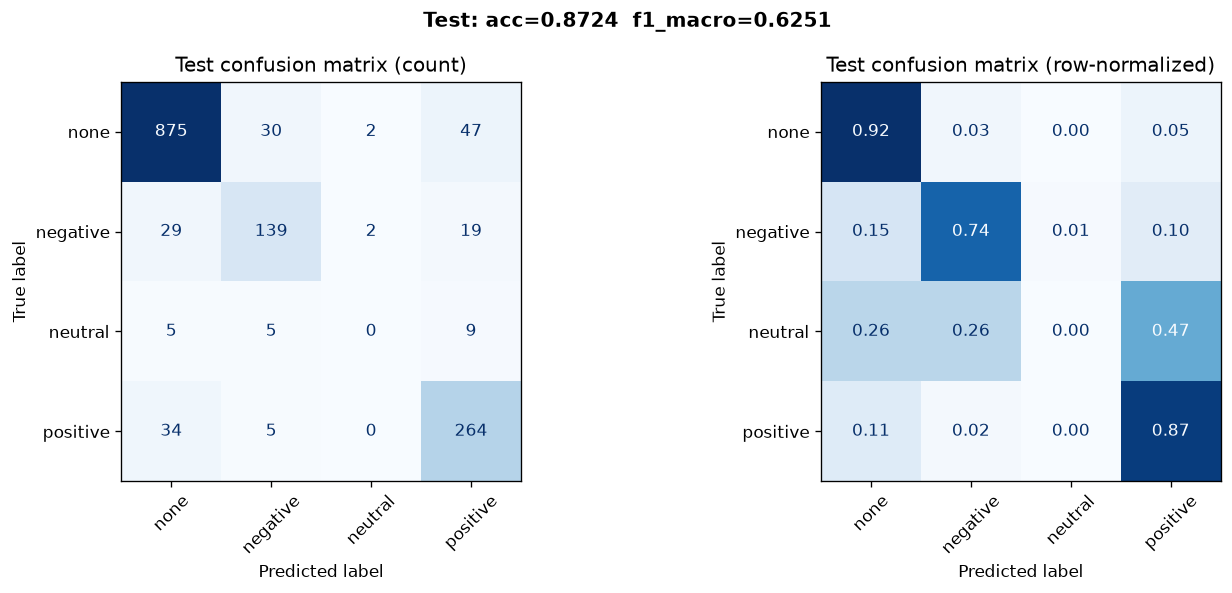 Test: acc=0.8724 f1_macro=0.6251
Test confusion matrix (count)
none 875 30 2 47
negative 29 139 2 19
neutral 5 5 0 9
positive 34 5 0 264
none negative neutral positive
Predicted label
True label
Test confusion matrix (row-normalized)
none 0.92 0.03 0.00 0.05
negative 0.15 0.74 0.01 0.10
neutral 0.26 0.26 0.00 0.47
positive 0.11 0.02 0.00 0.87
none negative neutral positive
Predicted label
True label